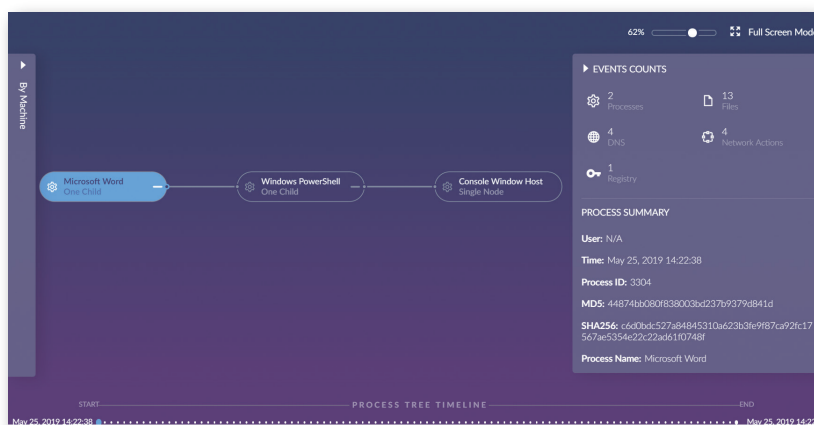 62%
Full Screen Mode
By Machine
Microsoft Word
One Child
Windows PowerShell
One Child
Console Window Host
Single Node
EVENTS COUNTS
2
Processes
13
Files
4
DNS
4
Network Actions
1
Registry
PROCESS SUMMARY
User: N/A
Time: May 25, 2019 14:22:38
Process ID: 3304
MD5: 44874bb080f838003bd237b9379d841d
SHA256: c6d0bdc527a84845310a623b3fe9f87ca92fc17
567ae5354e22c22ad61f0748f
Process Name: Microsoft Word
START
PROCESS TREE TIMELINE
END
May 25, 2019 14:22:38
May 25, 2019